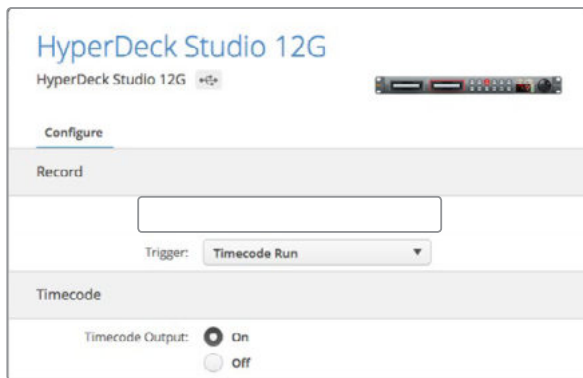 HyperDeck Studio 12G
HyperDeck Studio 12G
Configure
Record
Trigger: Timecode Run
Timecode
Timecode Output: On
Off